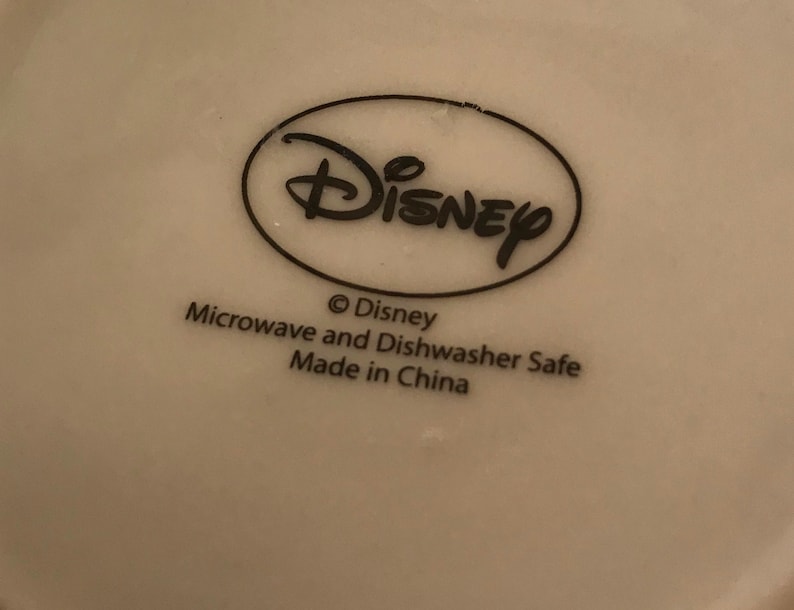 Disney
© Disney
Microwave and Dishwasher Safe
Made in China